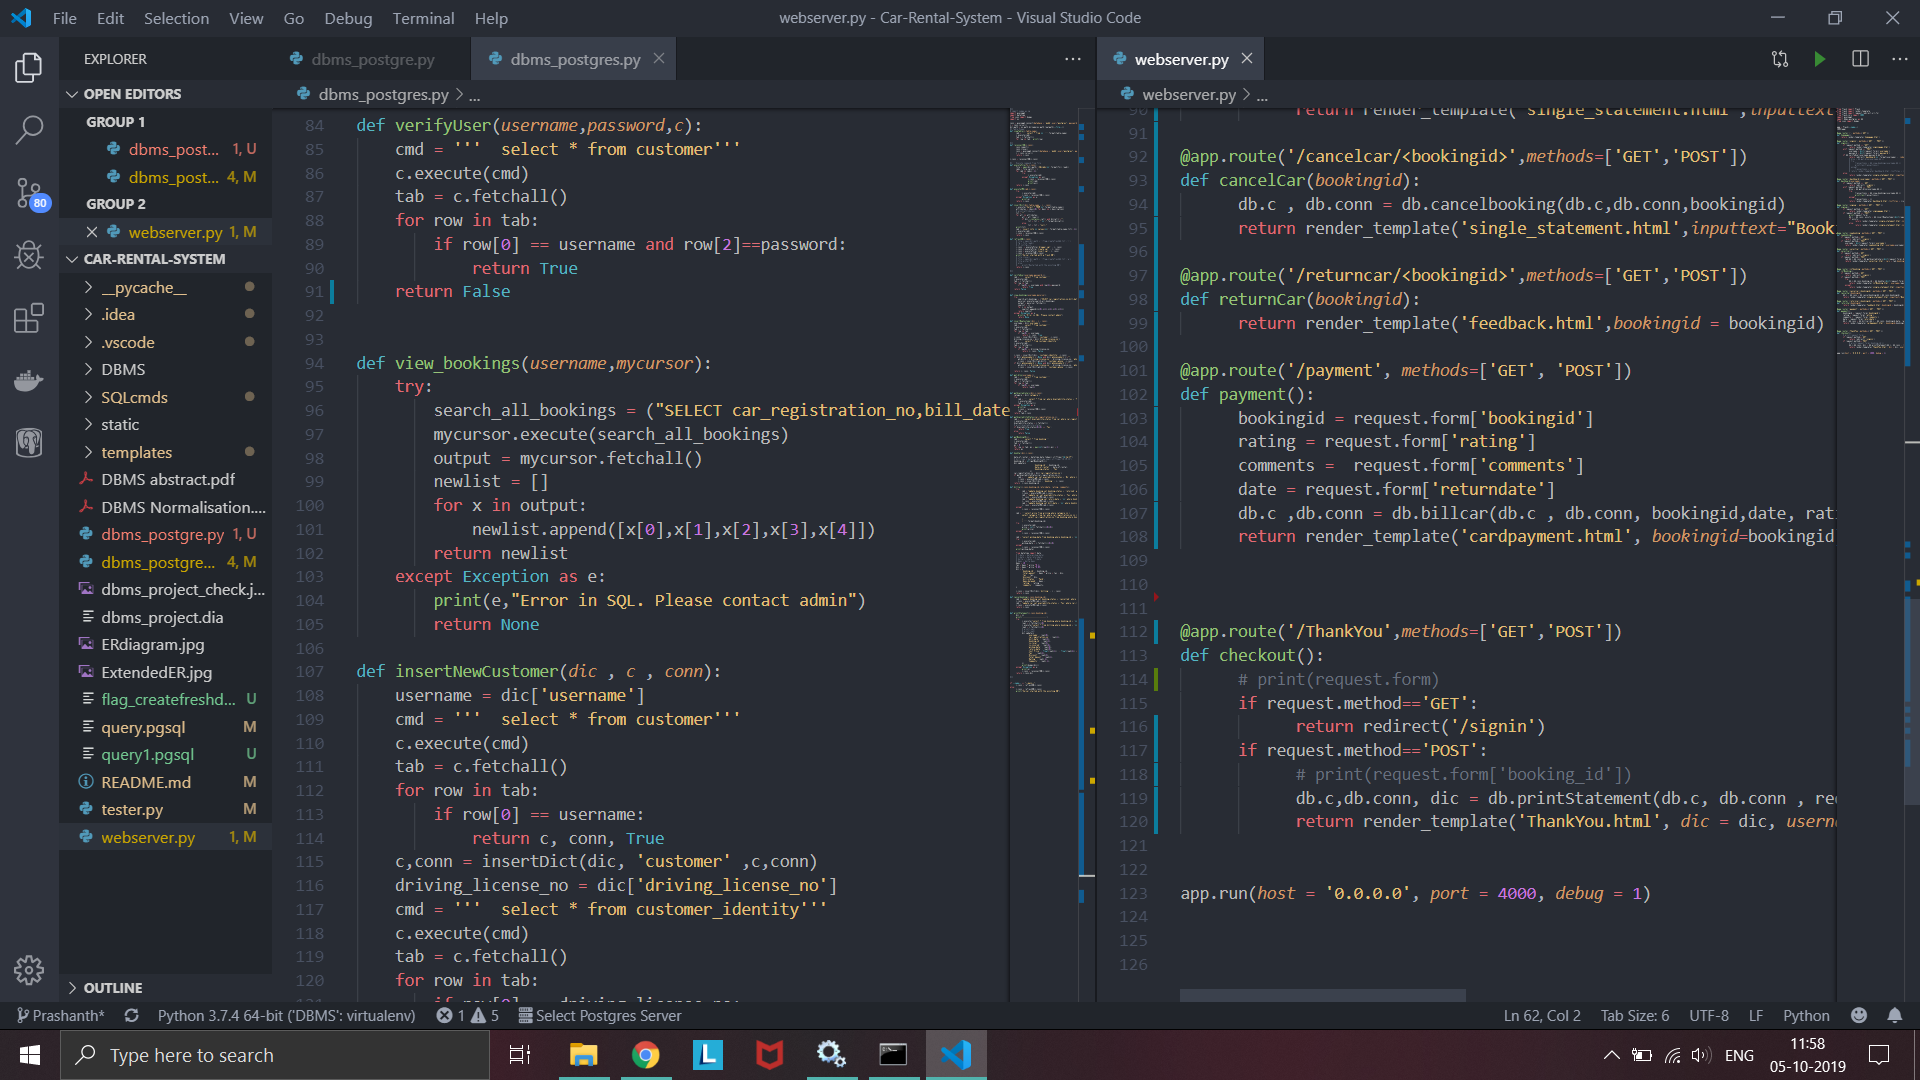 File Edit Selection View Go Debug Terminal Help
webserver.py - Car-Rental-System - Visual Studio Code
EXPLORER
OPEN EDITORS
GROUP 1
dbms_post... 1, U
dbms_post... 4, M
GROUP 2
webserver.py 1, M
CAR-RENTAL-SYSTEM
__pycache__
.idea
.vscode
DBMS
SQLcmds
static
templates
DBMS abstract.pdf
DBMS Normalisation....
dbms_postgre.py 1, U
dbms_postgre... 4, M
dbms_project_check.j...
dbms_project.dia
ERdiagram.jpg
ExtendedER.jpg
flag_createfreshd... U
query.pgsql M
query1.pgsql U
README.md M
tester.py M
webserver.py 1, M
OUTLINE
80
dbms_postgre.py
dbms_postgres.py
dbms_postgres.py > ...
84 def verifyUser(username,password,c):
85 cmd = '''  select * from customer'''
86 c.execute(cmd)
87 tab = c.fetchall()
88 for row in tab:
89 if row[0] == username and row[2]==password:
90 return True
91 return False
92
93
94 def view_bookings(username,mycursor):
95 try:
96 search_all_bookings = ("SELECT car_registration_no,bill_date
97 mycursor.execute(search_all_bookings)
98 output = mycursor.fetchall()
99 newlist = []
100 for x in output:
101 newlist.append([x[0],x[1],x[2],x[3],x[4]])
102 return newlist
103 except Exception as e:
104 print(e,"Error in SQL. Please contact admin")
105 return None
106
107 def insertNewCustomer(dic , c , conn):
108 username = dic['username']
109 cmd = '''  select * from customer'''
110 c.execute(cmd)
111 tab = c.fetchall()
112 for row in tab:
113 if row[0] == username:
114 return c, conn, True
115 c,conn = insertDict(dic, 'customer' ,c,conn)
116 driving_license_no = dic['driving_license_no']
117 cmd = '''  select * from customer_identity'''
118 c.execute(cmd)
119 tab = c.fetchall()
120 for row in tab:
webserver.py
webserver.py > ...
90 return render_template('single_statement.html',inputtext
91
92 @app.route('/cancelcar/<bookingid>',methods=['GET','POST'])
93 def cancelCar(bookingid):
94 db.c , db.conn = db.cancelbooking(db.c,db.conn,bookingid)
95 return render_template('single_statement.html',inputtext="Book
96
97 @app.route('/returncar/<bookingid>',methods=['GET','POST'])
98 def returnCar(bookingid):
99 return render_template('feedback.html',bookingid = bookingid)
100
101 @app.route('/payment', methods=['GET', 'POST'])
102 def payment():
103 bookingid = request.form['bookingid']
104 rating = request.form['rating']
105 comments =  request.form['comments']
106 date = request.form['returndate']
107 db.c ,db.conn = db.billcar(db.c , db.conn, bookingid,date, rat
108 return render_template('cardpayment.html', bookingid=bookingid
109
110
111
112 @app.route('/ThankYou',methods=['GET','POST'])
113 def checkout():
114 # print(request.form)
115 if request.method=='GET':
116 return redirect('/signin')
117 if request.method=='POST':
118 # print(request.form['booking_id'])
119 db.c,db.conn, dic = db.printStatement(db.c, db.conn , re
120 return render_template('ThankYou.html', dic = dic, usern
121
122
123 app.run(host = '0.0.0.0', port = 4000, debug = 1)
124
125
126
Prashanth* Python 3.7.4 64-bit ('DBMS': virtualenv) 1 5 Select Postgres Server
Ln 62, Col 2 Tab Size: 6 UTF-8 LF Python
Type here to search
L
ENG
11:58
05-10-2019